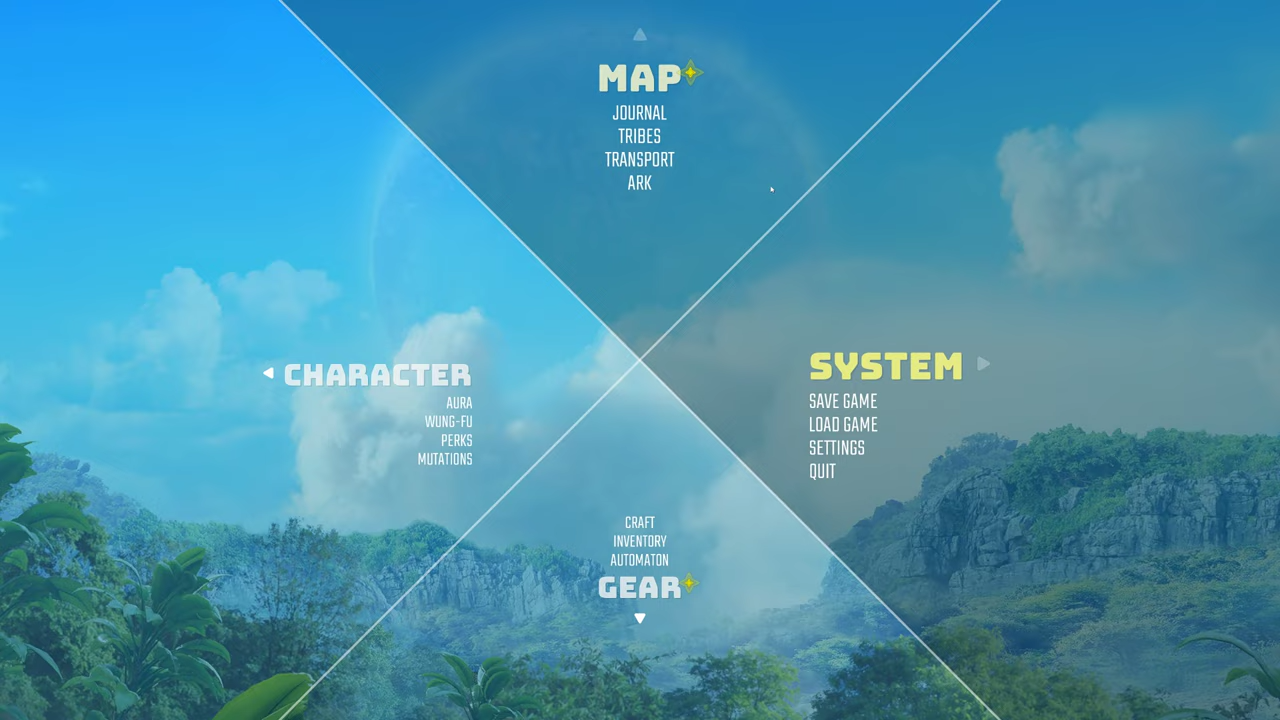 MAP
JOURNAL
TRIBES
TRANSPORT
ARK
CHARACTER
AURA
WUNG-FU
PERKS
MUTATIONS
SYSTEM
SAVE GAME
LOAD GAME
SETTINGS
QUIT
CRAFT
INVENTORY
AUTOMATON
GEAR